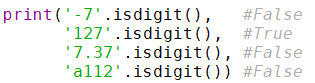 print('-7'.isdigit(),   #False
      '127'.isdigit(),  #True
      '7.37'.isdigit(), #False
      'a112'.isdigit()) #False